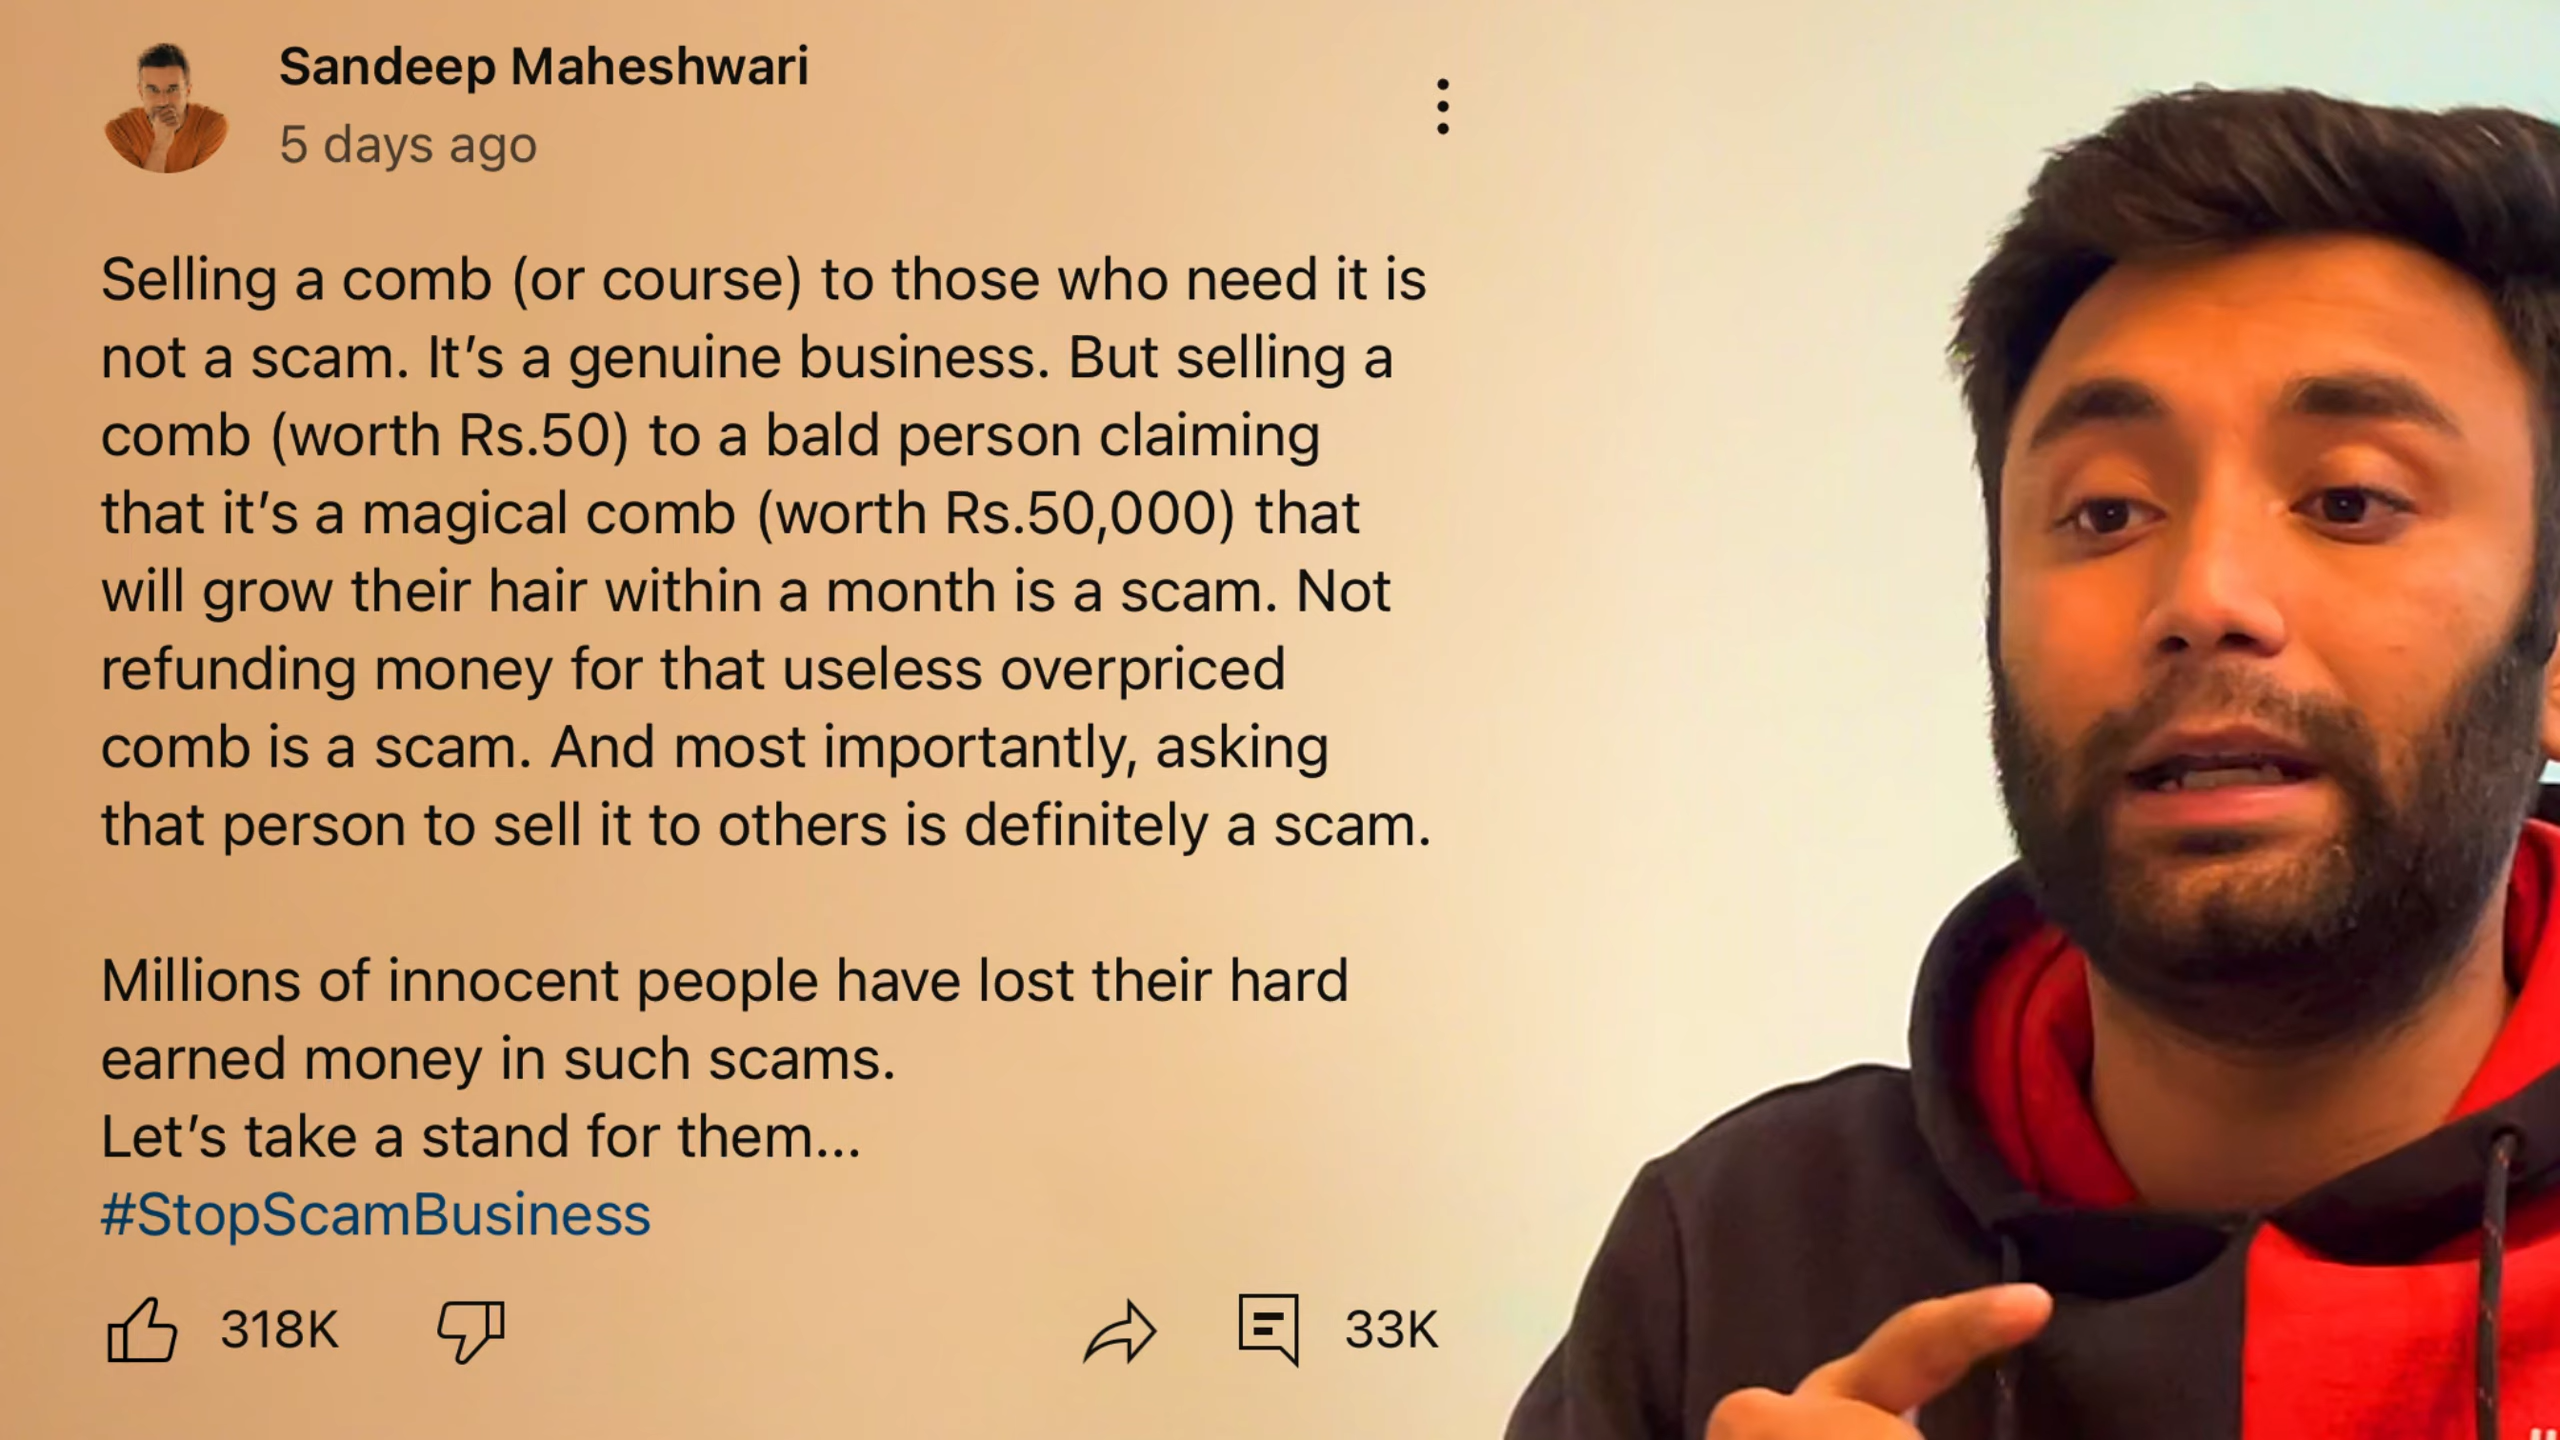 Sandeep Maheshwari
5 days ago
Selling a comb (or course) to those who need it is
not a scam. It’s a genuine business. But selling a
comb (worth Rs.50) to a bald person claiming
that it’s a magical comb (worth Rs.50,000) that
will grow their hair within a month is a scam. Not
refunding money for that useless overpriced
comb is a scam. And most importantly, asking
that person to sell it to others is definitely a scam.
Millions of innocent people have lost their hard
earned money in such scams.
Let’s take a stand for them...
#StopScamBusiness
318K
33K